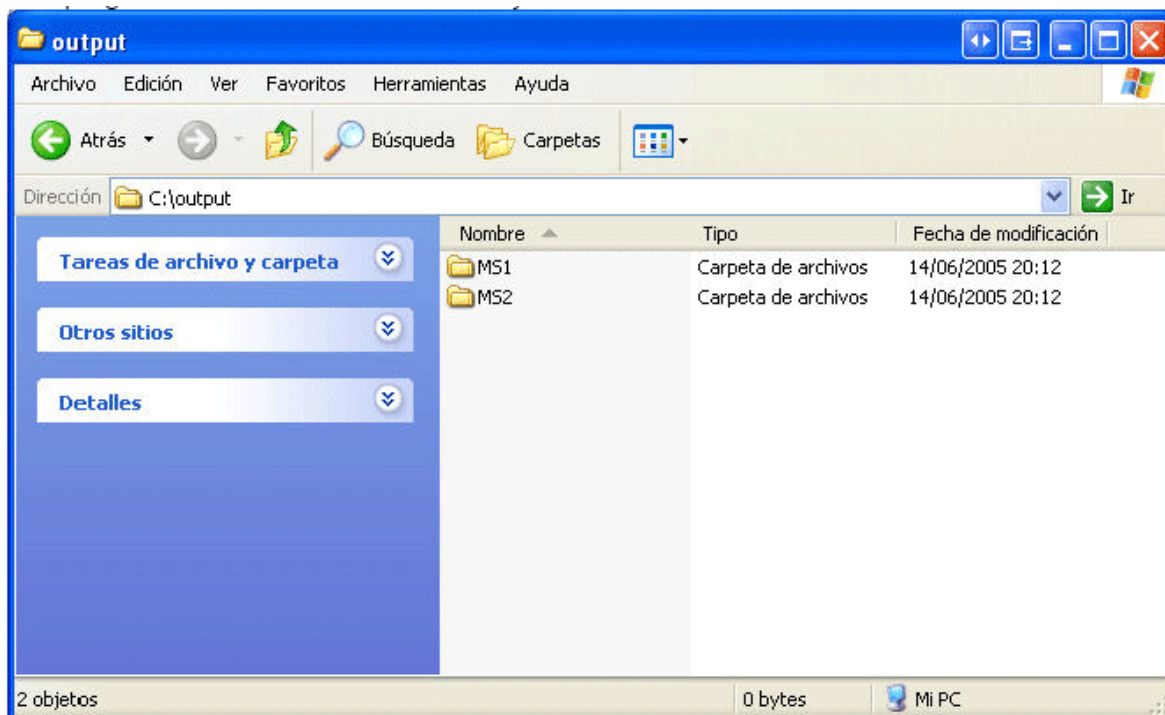 output
Archivo Edición Ver Favoritos Herramientas Ayuda
Atrás Búsqueda Carpetas
Dirección C:\output Ir
Tareas de archivo y carpeta
Otros sitios
Detalles
Nombre Tipo Fecha de modificación
MS1 Carpeta de archivos 14/06/2005 20:12
MS2 Carpeta de archivos 14/06/2005 20:12
2 objetos 0 bytes Mi PC